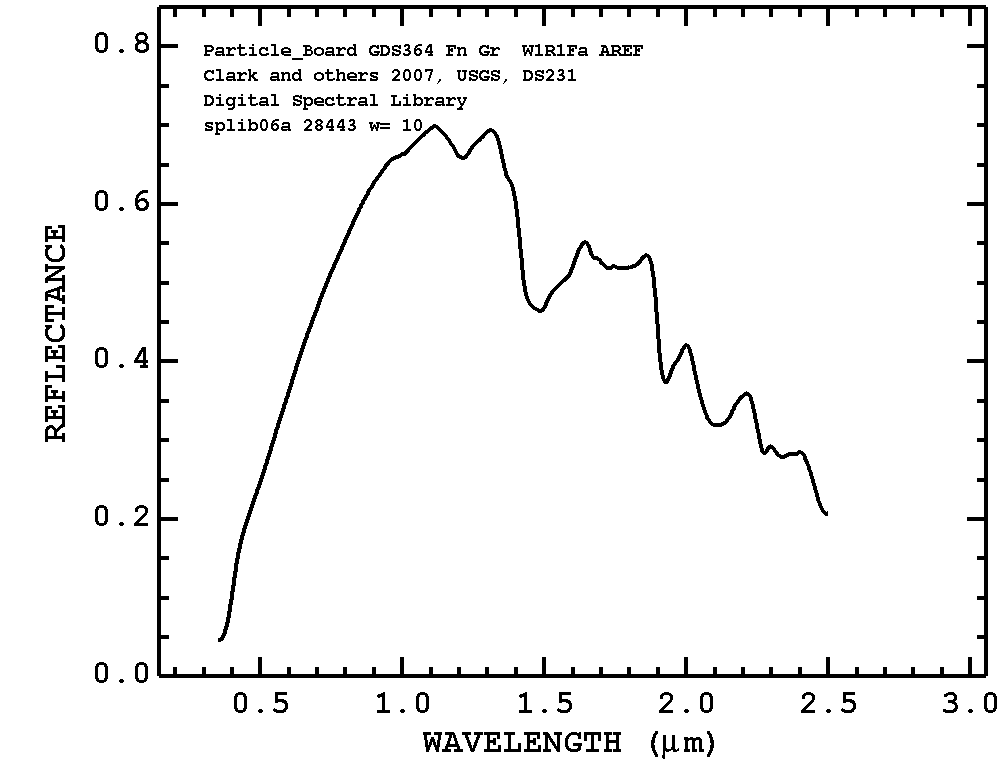 Particle_Board GDS364 Fn Gr  W1R1Fa AREF
Clark and others 2007, USGS, DS231
Digital Spectral Library
splib06a 28443 w= 10
0.8
0.6
0.4
0.2
0.0
REFLECTANCE
0.5 1.0 1.5 2.0 2.5 3.0
WAVELENGTH (μm)